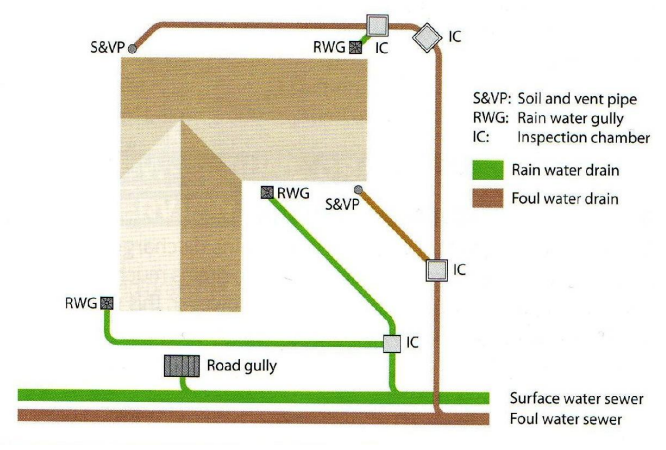 S&VP
RWG
IC
IC
S&VP: Soil and vent pipe
RWG: Rain water gully
IC: Inspection chamber
Rain water drain
Foul water drain
RWG
S&VP
IC
RWG
IC
Road gully
Surface water sewer
Foul water sewer